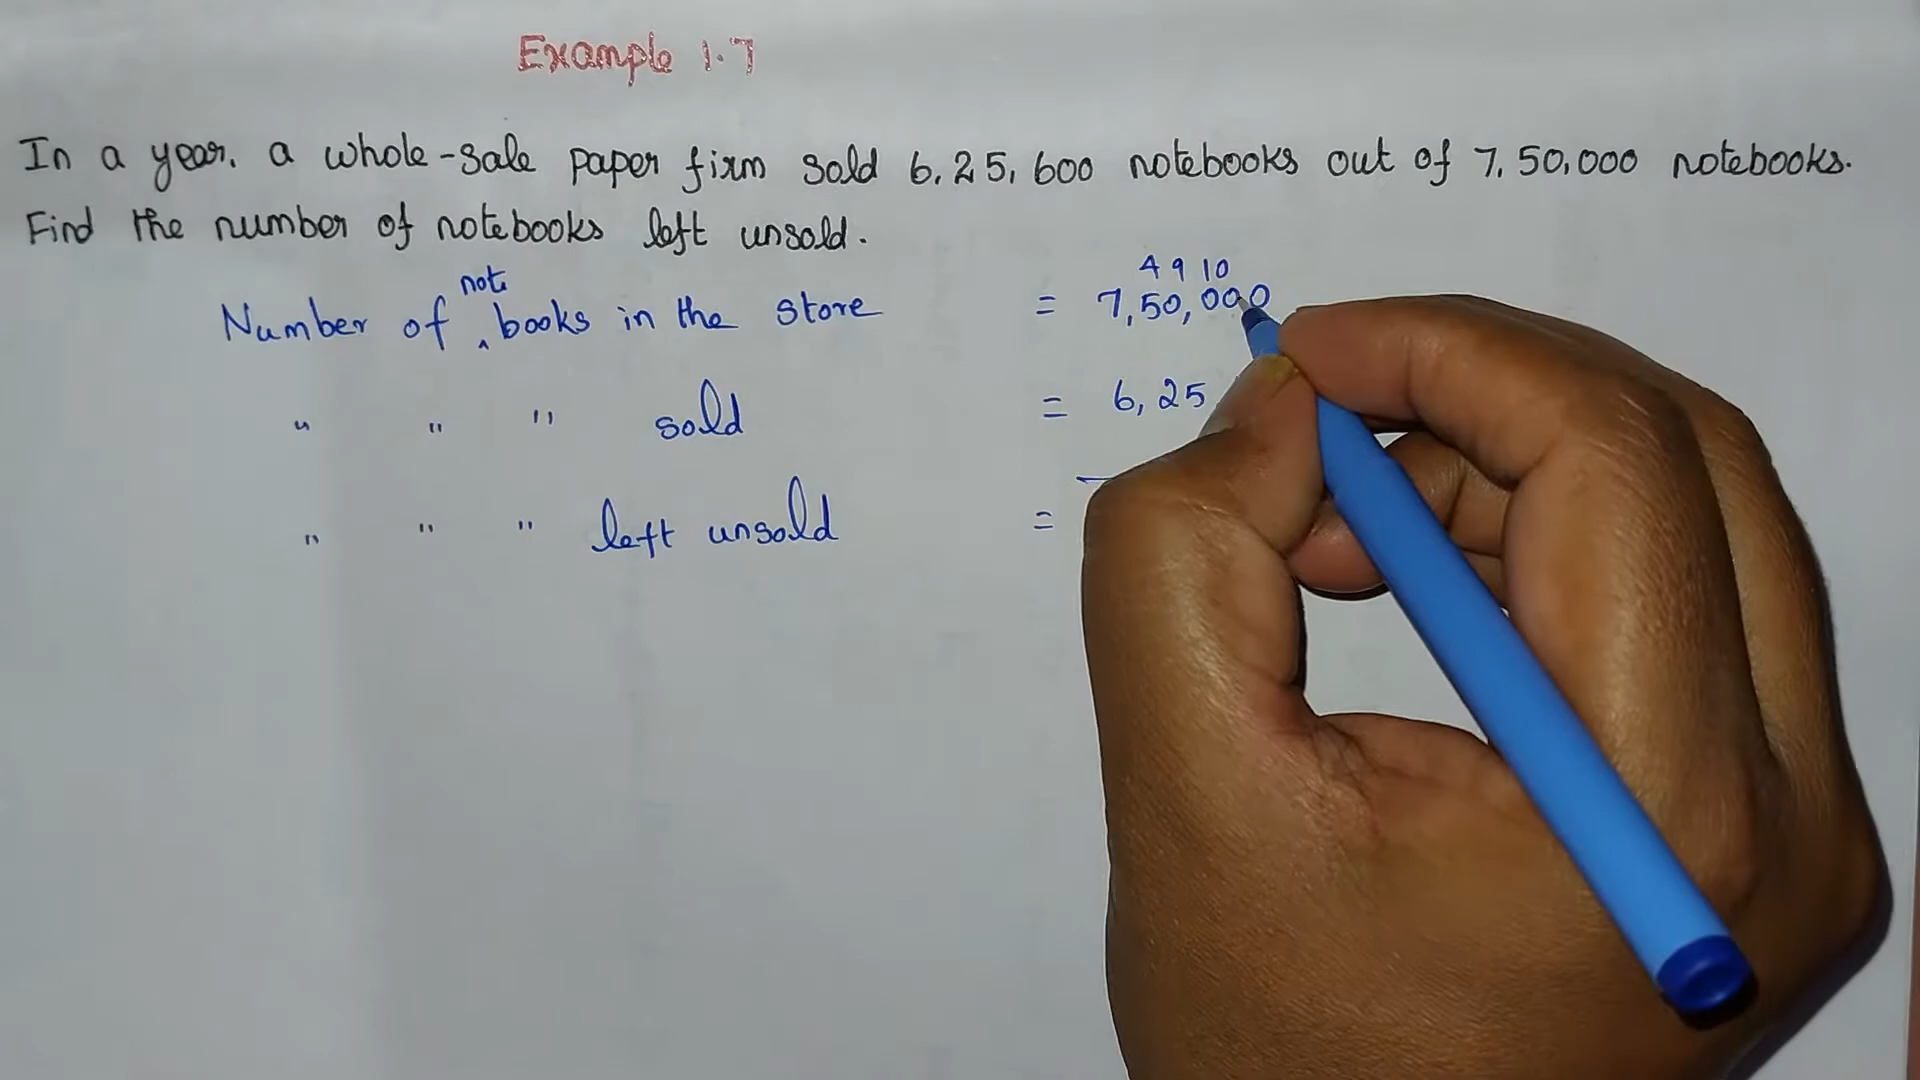 Example 1.7
In a year, a whole-sale paper firm sold 6,25,600 notebooks out of 7,50,000 notebooks.
Find the number of notebooks left unsold.
4 9 10
note
Number of ^ books in the store = 7,50,000
" " " sold = 6,25
" " " left unsold =